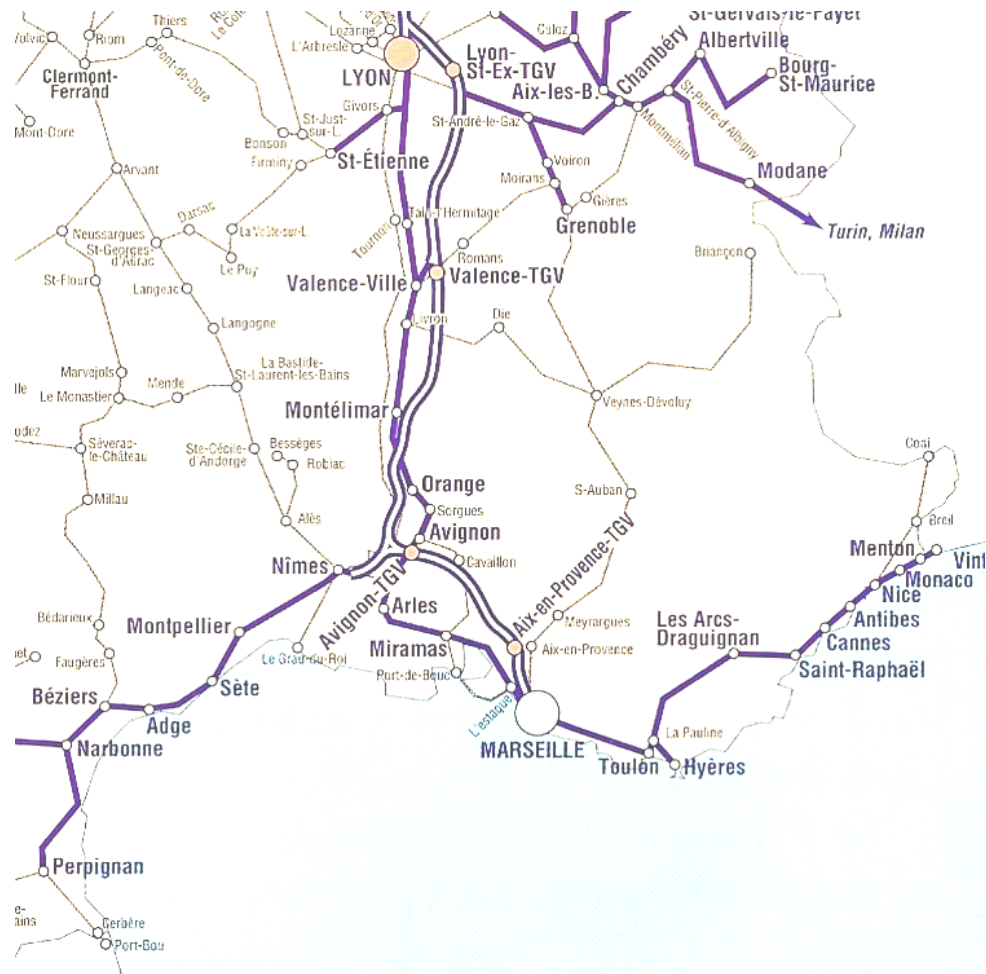 Culoz
St-Gervais-le-Fayet
Thiers
Lozanne
Riom
L'Arbresle
Albertville
Lyon-
St-Ex-TGV
Chambéry
Bourg-
St-Maurice
Clermont-
Ferrand
Pont-de-Dore
LYON
Aix-les-B.
Givors
St-Just-
sur-L.
St-André-le-Gaz
Montmélian
St-Pierre-d'Albigny
Mont-Dore
Bonson
Firminy
St-Étienne
Voiron
Moirans
Modane
Arvant
Gières
Darsac
Tain-l'Hermitage
Tournon
Grenoble
Turin, Milan
Neussargues
St-Georges-
d'Aurac
La Voûte-sur-L.
Le Puy
Romans
Briançon
St-Flour
Langeac
Valence-Ville
Valence-TGV
Langogne
Livron
Die
La Bastide-
St-Laurent-les-Bains
Marvejols
Mende
Le Monastier
Veynes-Dévoluy
Montélimar
Séverac-
le-Château
Ste-Cécile-
d'Andorge
Bessèges
Robiac
Millau
Orange
S-Auban
Sorgues
Alès
Breil
Avignon
Cavaillon
Aix-en-Provence-TGV
Menton
Vint
Monaco
Nîmes
Avignon-TGV
Nice
Arles
Antibes
Bédarieux
Montpellier
Meyrargues
Les Arcs-
Draguignan
Cannes
Miramas
Aix-en-Provence
Faugères
Le Grau-du-Roi
Port-de-Bouc
Saint-Raphaël
Béziers
Sète
L'estaque
Adge
La Pauline
Narbonne
MARSEILLE
Toulon
Hyères
Perpignan
Cerbère
Port-Bou